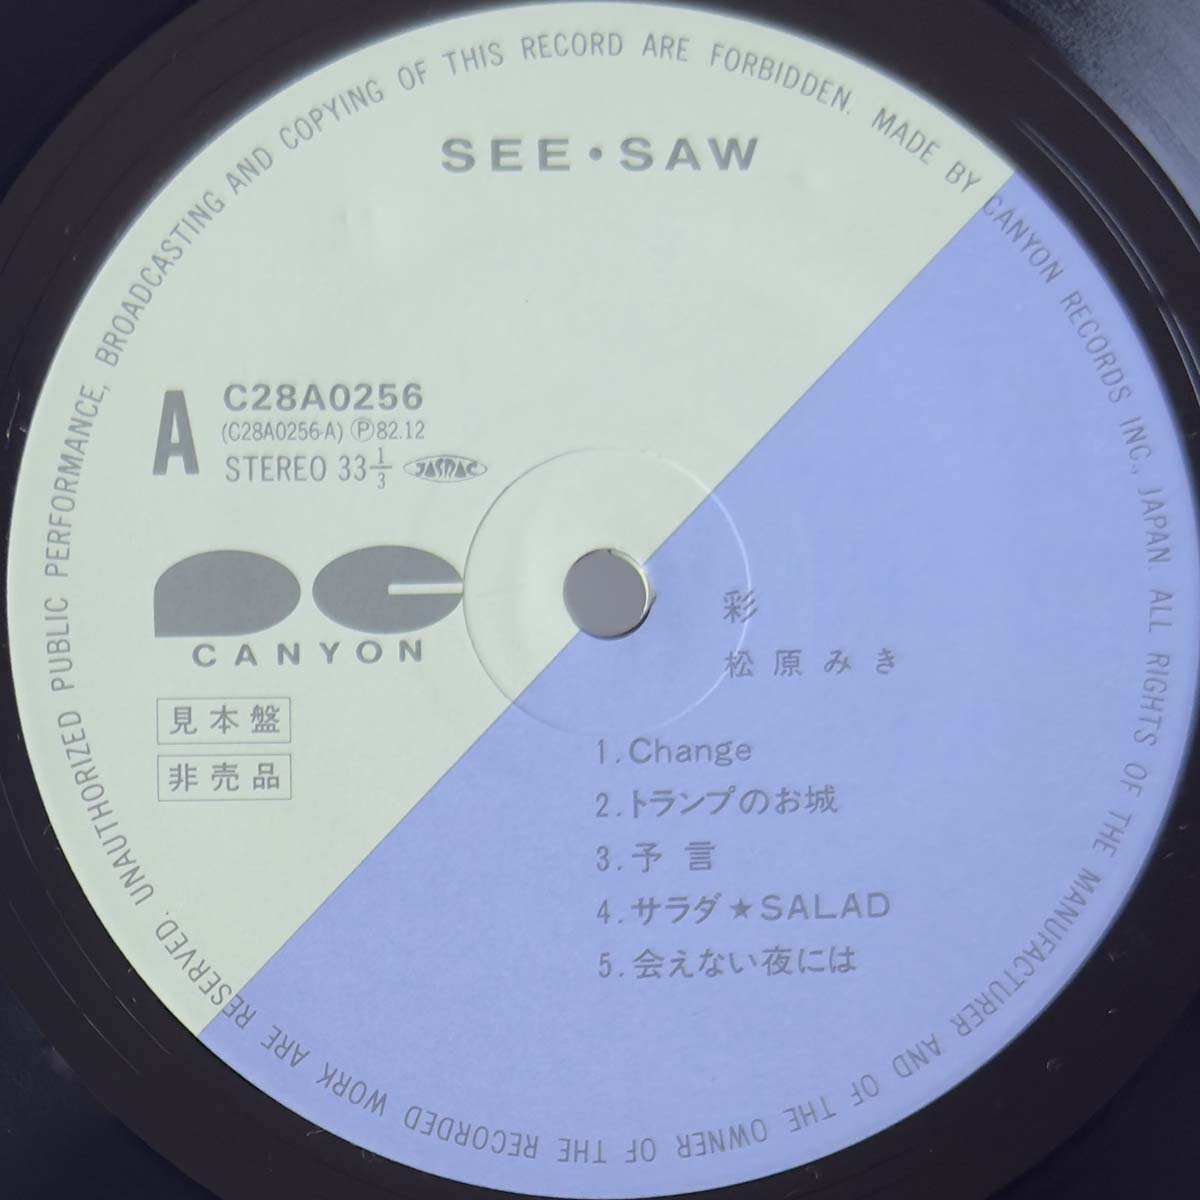 SEE・SAW
A
C28A0256
(C28A0256-A) Ⓟ82.12
STEREO 33 1/3 JASRAC
CANYON
見本盤
非売品
彩
松原みき
1. Change
2. トランプのお城
3. 予言
4. サラダ★SALAD
5. 会えない夜には
MADE BY CANYON RECORDS INC., JAPAN. ALL RIGHTS OF THE MANUFACTURER AND OF THE OWNER OF THE RECORDED WORK ARE RESERVED. UNAUTHORIZED PUBLIC PERFORMANCE, BROADCASTING AND COPYING OF THIS RECORD ARE FORBIDDEN.